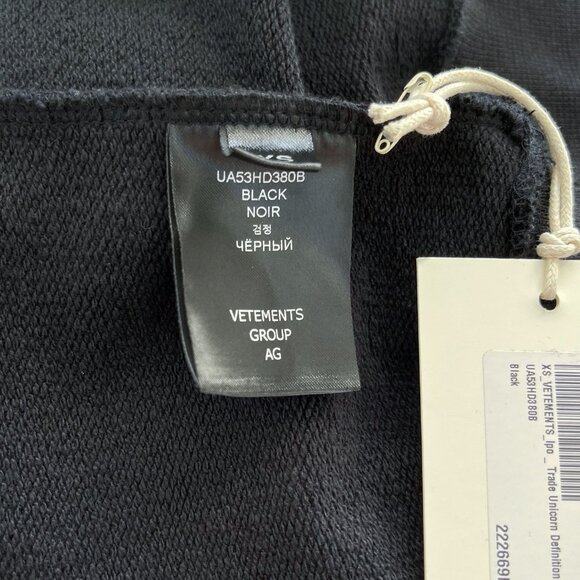 XS
UA53HD380B
BLACK
NOIR
검정
ЧЁРНЫЙ
VETEMENTS
GROUP
AG
XS_VETEMENTS_Ipo_ Trade Unicorn Definition
UA53HD380B
Black
222669